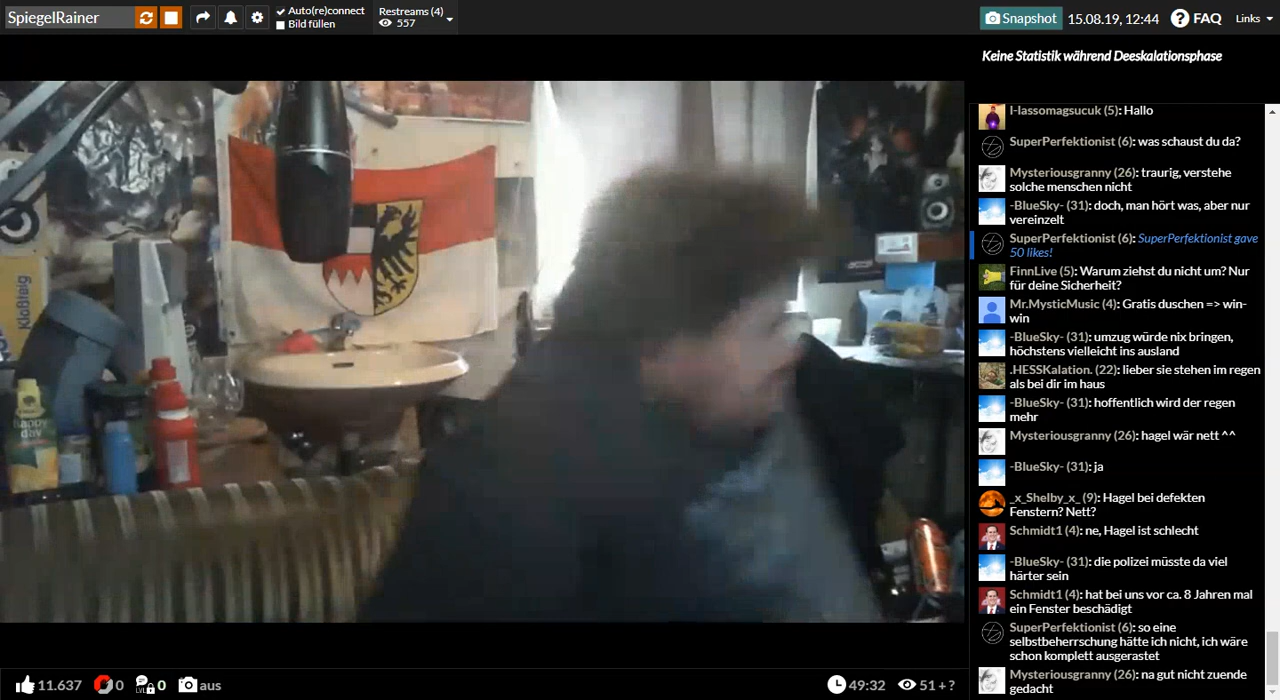 SpiegelRainer
Auto(re)connect
Bild füllen
Restreams (4)
557
Snapshot
15.08.19, 12:44
FAQ
Links
Keine Statistik während Deeskalationsphase
I-lassomagsucuk (5): Hallo
SuperPerfektionist (6): was schaust du da?
Mysteriousgranny (26): traurig, verstehe
solche menschen nicht
-BlueSky- (31): doch, man hört was, aber nur
vereinzelt
SuperPerfektionist (6): SuperPerfektionist gave
50 likes!
FinnLive (5): Warum ziehst du nicht um? Nur
für deine Sicherheit?
Mr.MysticMusic (4): Gratis duschen => win-
win
-BlueSky- (31): umzug würde nix bringen,
höchstens vielleicht ins ausland
.HESSKalation. (22): lieber sie stehen im regen
als bei dir im haus
-BlueSky- (31): hoffentlich wird der regen
mehr
Mysteriousgranny (26): hagel wär nett ^^
-BlueSky- (31): ja
_x_Shelby_x_ (9): Hagel bei defekten
Fenstern? Nett?
Schmidt1 (4): ne, Hagel ist schlecht
-BlueSky- (31): die polizei müsste da viel
härter sein
Schmidt1 (4): hat bei uns vor ca. 8 Jahren mal
ein Fenster beschädigt
SuperPerfektionist (6): so eine
selbstbeherrschung hätte ich nicht, ich wäre
schon komplett ausgerastet
Mysteriousgranny (26): na gut nicht zuende
gedacht
kloßteig
happy
day
11.637
0
LVL
0
aus
49:32
51 + ?